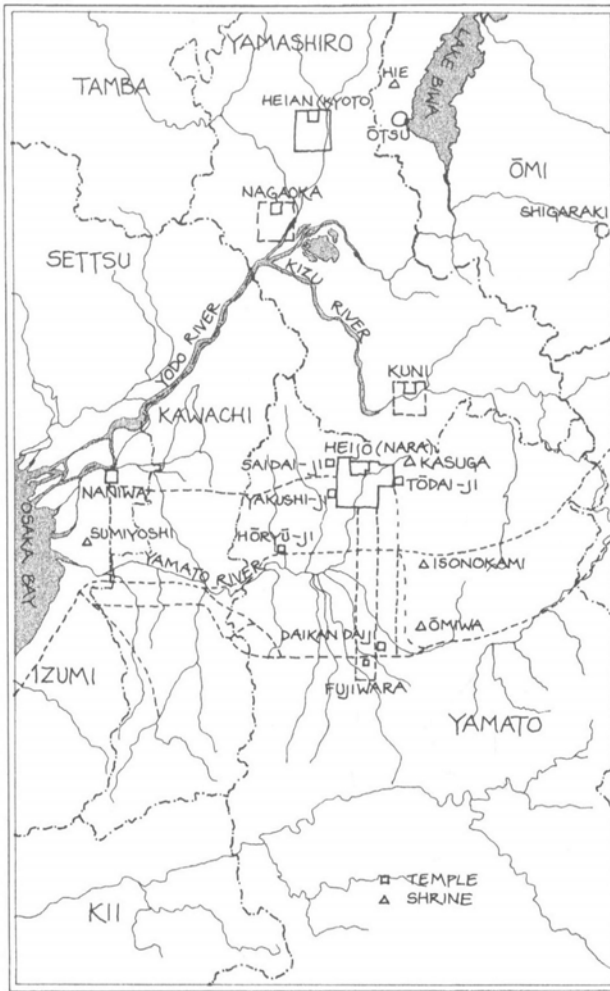 YAMASHIRO
TAMBA
HIE
LAKE BIWA
HEIAN (KYOTO)
ŌTSU
ŌMI
NAGAOKA
SHIGARAKI
SETTSU
KIZU RIVER
YODO RIVER
KUNI
KAWACHI
HEIJŌ (NARA)
SAIDAI-JI
KASUGA
NANIWA
YAKUSHI-JI
TŌDAI-JI
OSAKA BAY
SUMIYOSHI
HŌRYŪ-JI
YAMATO RIVER
ISONOKAMI
DAIKAN DAIJI
ŌMIWA
IZUMI
FUJIWARA
YAMATO
TEMPLE
SHRINE
KII